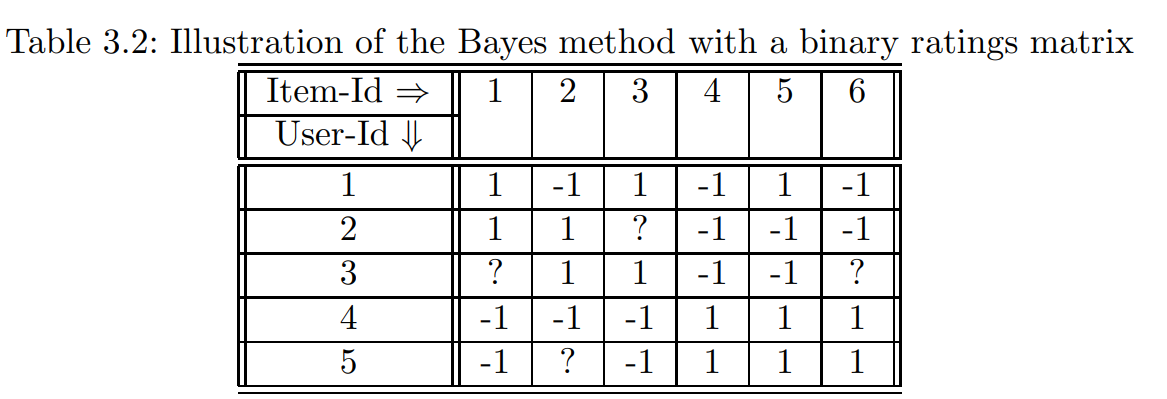 Table 3.2: Illustration of the Bayes method with a binary ratings matrix
Item-Id ⇒ 1 2 3 4 5 6
User-Id ⇓
1 1 -1 1 -1 1 -1
2 1 1 ? -1 -1 -1
3 ? 1 1 -1 -1 ?
4 -1 -1 -1 1 1 1
5 -1 ? -1 1 1 1